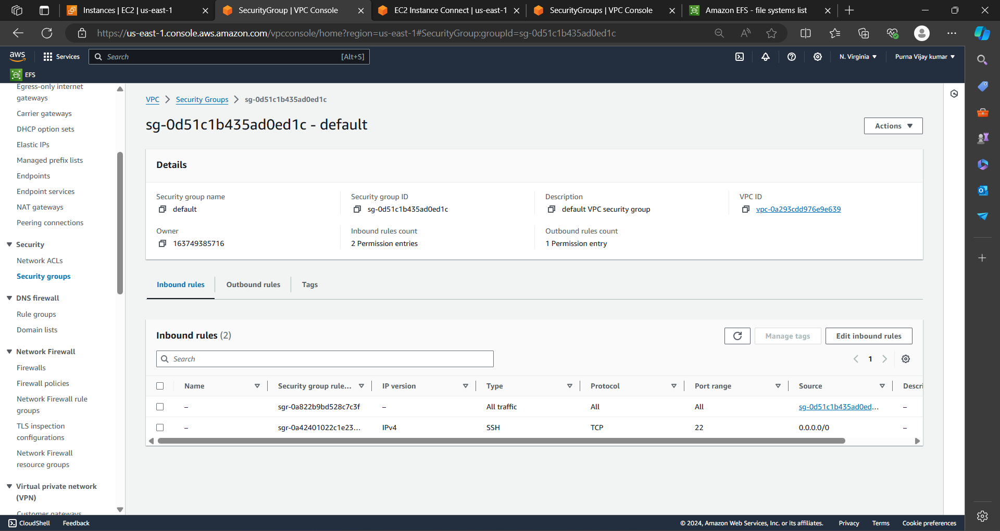 Instances | EC2 | us-east-1
SecurityGroup | VPC Console
EC2 Instance Connect | us-east-1
SecurityGroups | VPC Console
Amazon EFS - file systems list
https://us-east-1.console.aws.amazon.com/vpcconsole/home?region=us-east-1#SecurityGroup:groupId=sg-0d51c1b435ad0ed1c
aws
Services
Search
[Alt+S]
N. Virginia
Purna Vijay kumar
EFS
Egress-only internet
gateways
Carrier gateways
DHCP option sets
Elastic IPs
Managed prefix lists
Endpoints
Endpoint services
NAT gateways
Peering connections
Security
Network ACLs
Security groups
DNS firewall
Rule groups
Domain lists
Network Firewall
Firewalls
Firewall policies
Network Firewall rule
groups
TLS inspection
configurations
Network Firewall
resource groups
Virtual private network
(VPN)
Customer gateways
VPC
Security Groups
sg-0d51c1b435ad0ed1c
sg-0d51c1b435ad0ed1c - default
Actions
Details
Security group name
default
Security group ID
sg-0d51c1b435ad0ed1c
Description
default VPC security group
VPC ID
vpc-0a293cdd976e9e639
Owner
163749385716
Inbound rules count
2 Permission entries
Outbound rules count
1 Permission entry
Inbound rules
Outbound rules
Tags
Inbound rules (2)
Manage tags
Edit inbound rules
Search
1
Name Security group rule... IP version Type Protocol Port range Source Descri
– sgr-0a822b9bd528c7c3f – All traffic All All sg-0d51c1b435ad0ed... –
– sgr-0a42401022c1e23... IPv4 SSH TCP 22 0.0.0.0/0 –
CloudShell
Feedback
© 2024, Amazon Web Services, Inc. or its affiliates.
Privacy
Terms
Cookie preferences